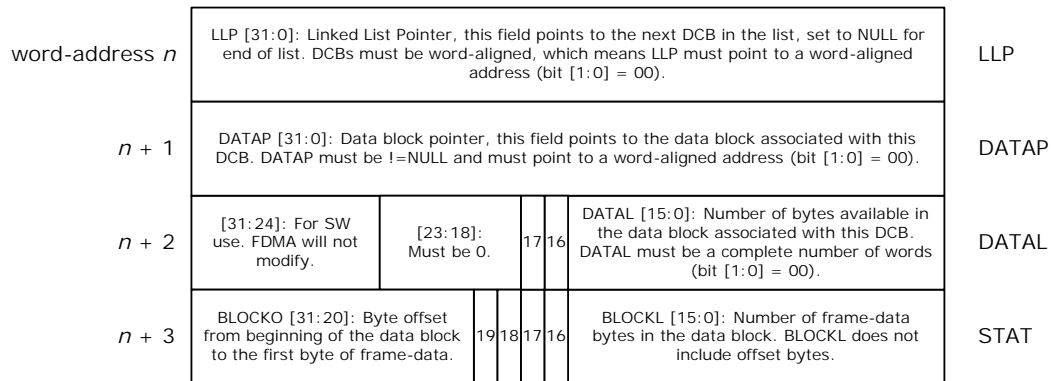 LLP [31:0]: Linked List Pointer, this field points to the next DCB in the list, set to NULL for
end of list. DCBs must be word-aligned, which means LLP must point to a word-aligned
address (bit [1:0] = 00).
word-address n
LLP
DATAP [31:0]: Data block pointer, this field points to the data block associated with this
DCB. DATAP must be !=NULL and must point to a word-aligned address (bit [1:0] = 00).
n + 1
DATAP
[31:24]: For SW
use. FDMA will not
modify.
[23:18]:
Must be 0.
17
16
DATAL [15:0]: Number of bytes available in
the data block associated with this DCB.
DATAL must be a complete number of words
(bit [1:0] = 00).
n + 2
DATAL
BLOCKO [31:20]: Byte offset
from beginning of the data block
to the first byte of frame-data.
19
18
17
16
BLOCKL [15:0]: Number of frame-data
bytes in the data block. BLOCKL does not
include offset bytes.
n + 3
STAT